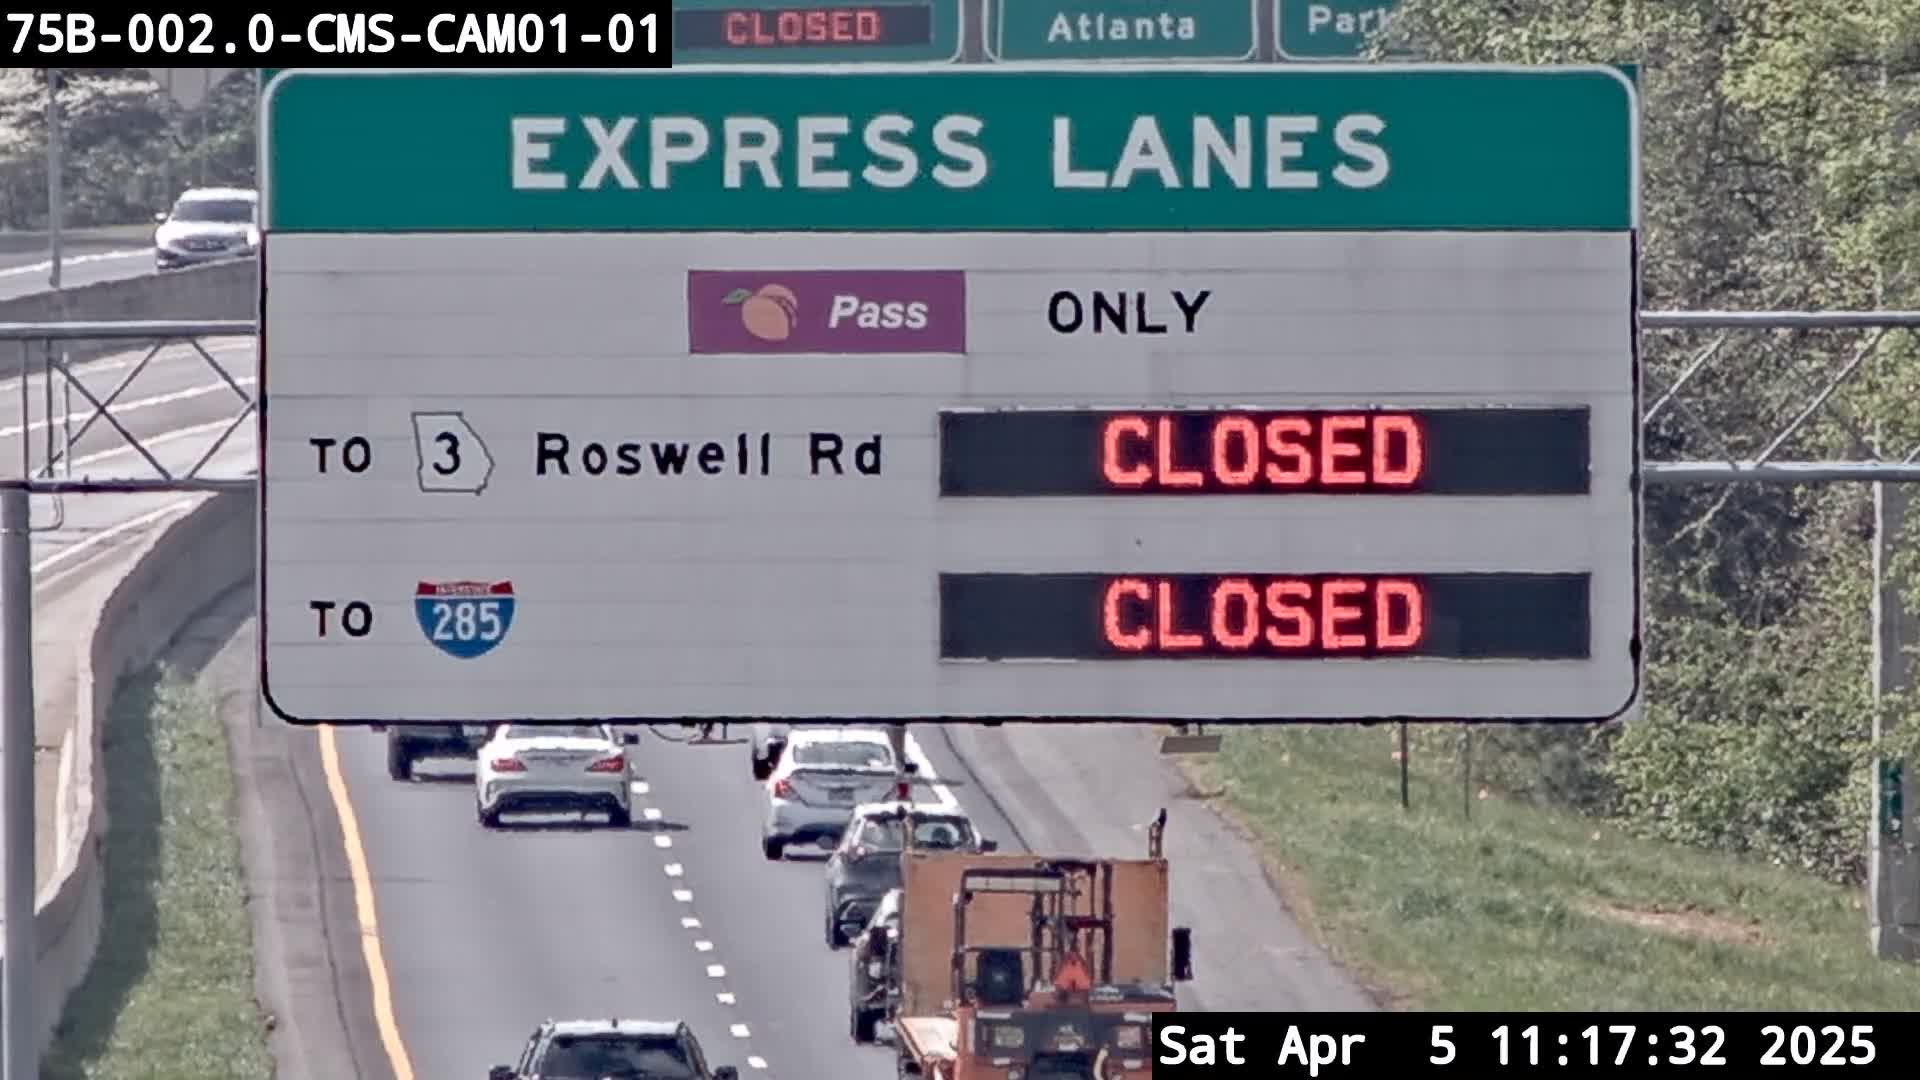 75B-002.0-CMS-CAM01-01
CLOSED
Atlanta
Park
EXPRESS LANES
Pass ONLY
TO 3 Roswell Rd CLOSED
TO INTERSTATE 285 CLOSED
Sat Apr 5 11:17:32 2025